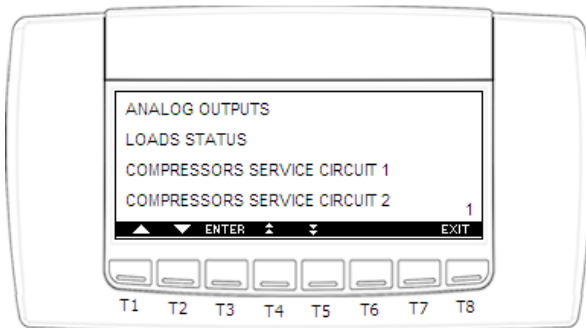 ANALOG OUTPUTS
LOADS STATUS
COMPRESSORS SERVICE CIRCUIT 1
COMPRESSORS SERVICE CIRCUIT 2
1
ENTER EXIT
T1 T2 T3 T4 T5 T6 T7 T8